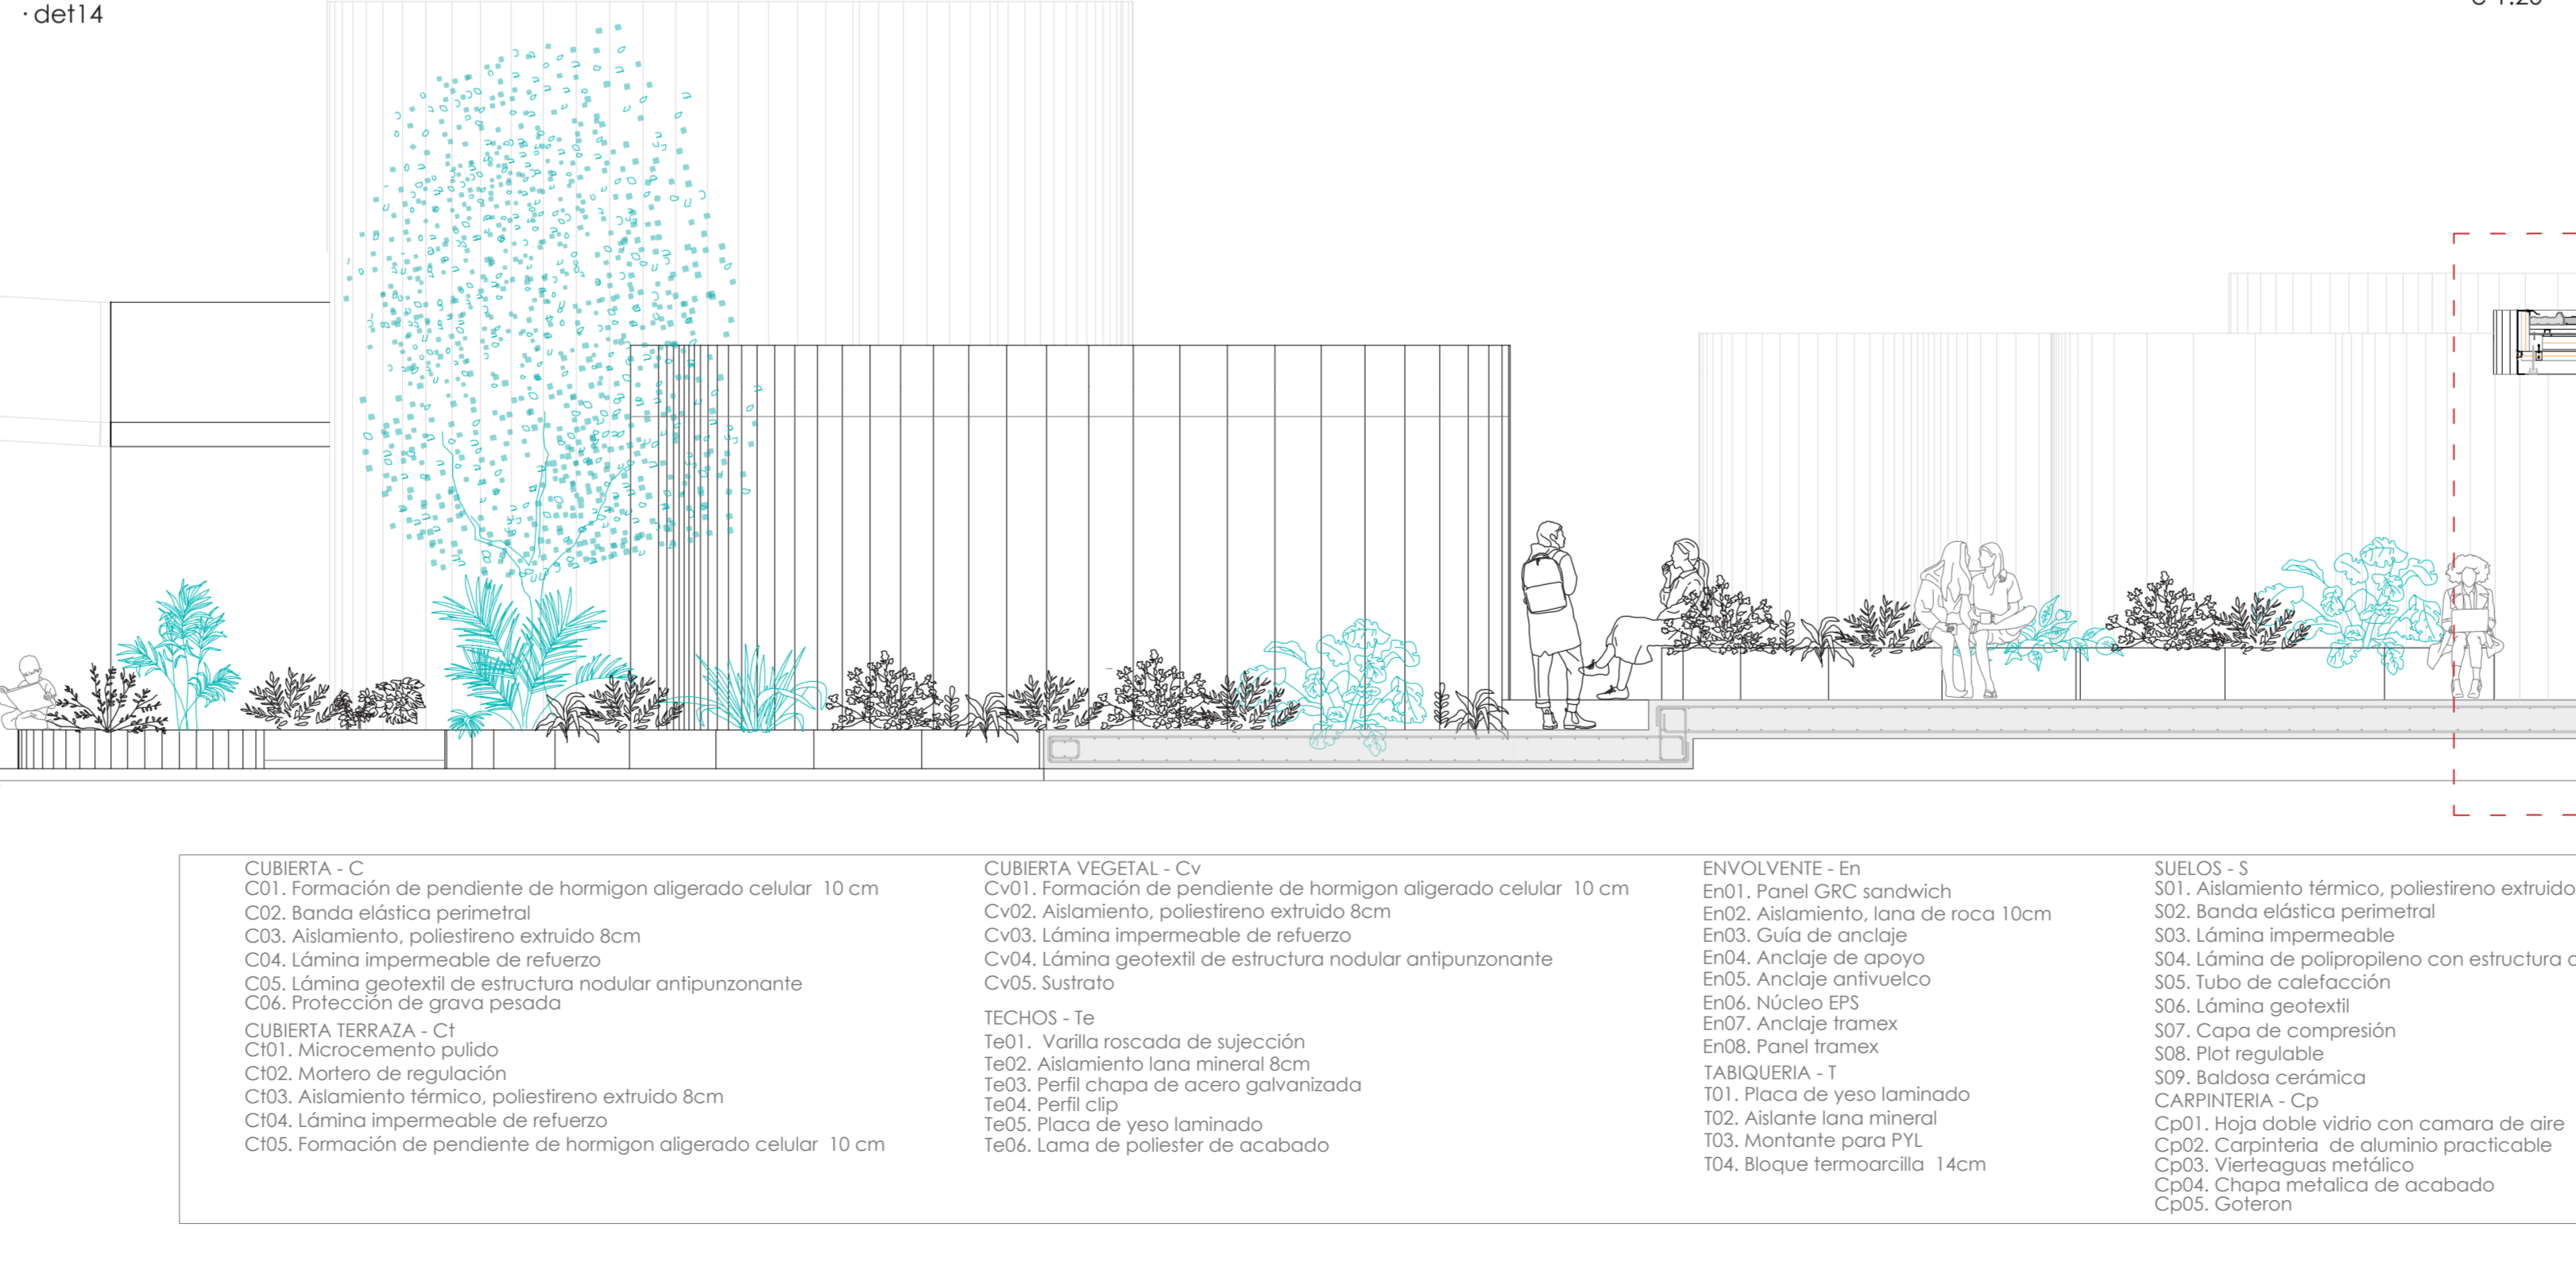 · det14
CUBIERTA - C
C01. Formación de pendiente de hormigon aligerado celular 10 cm
C02. Banda elástica perimetral
C03. Aislamiento, poliestireno extruido 8cm
C04. Lámina impermeable de refuerzo
C05. Lámina geotextil de estructura nodular antipunzonante
C06. Protección de grava pesada
CUBIERTA TERRAZA - Ct
Ct01. Microcemento pulido
Ct02. Mortero de regulación
Ct03. Aislamiento térmico, poliestireno extruido 8cm
Ct04. Lámina impermeable de refuerzo
Ct05. Formación de pendiente de hormigon aligerado celular 10 cm
CUBIERTA VEGETAL - Cv
Cv01. Formación de pendiente de hormigon aligerado celular 10 cm
Cv02. Aislamiento, poliestireno extruido 8cm
Cv03. Lámina impermeable de refuerzo
Cv04. Lámina geotextil de estructura nodular antipunzonante
Cv05. Sustrato
TECHOS - Te
Te01. Varilla roscada de sujección
Te02. Aislamiento lana mineral 8cm
Te03. Perfil chapa de acero galvanizada
Te04. Perfil clip
Te05. Placa de yeso laminado
Te06. Lama de poliester de acabado
ENVOLVENTE - En
En01. Panel GRC sandwich
En02. Aislamiento, lana de roca 10cm
En03. Guía de anclaje
En04. Anclaje de apoyo
En05. Anclaje antivuelco
En06. Núcleo EPS
En07. Anclaje tramex
En08. Panel tramex
TABIQUERIA - T
T01. Placa de yeso laminado
T02. Aislante lana mineral
T03. Montante para PYL
T04. Bloque termoarcilla 14cm
SUELOS - S
S01. Aislamiento térmico, poliestireno extruido
S02. Banda elástica perimetral
S03. Lámina impermeable
S04. Lámina de polipropileno con estructura
S05. Tubo de calefacción
S06. Lámina geotextil
S07. Capa de compresión
S08. Plot regulable
S09. Baldosa cerámica
CARPINTERIA - Cp
Cp01. Hoja doble vidrio con camara de aire
Cp02. Carpinteria de aluminio practicable
Cp03. Vierteaguas metálico
Cp04. Chapa metalica de acabado
Cp05. Goteron